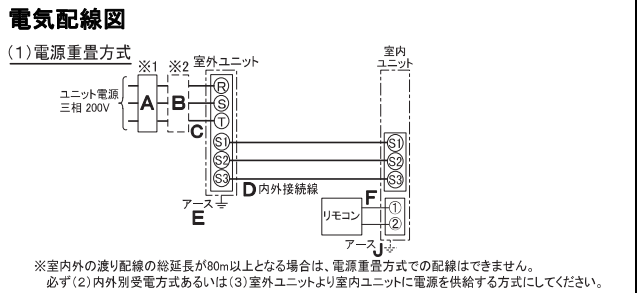 電気配線図
(1)電源重畳方式
※1 ※2 室外ユニット
室内
ユニット
ユニット電源
三相 200V
A
B
C
R
S
T
S1
S2
S3
S1
S2
S3
D 内外接続線
アース
E
F
リモコン
①
②
アース
J
※室内外の渡り配線の総延長が80m以上となる場合は、電源重畳方式での配線はできません。
必ず(2)内外別受電方式あるいは(3)室外ユニットより室内ユニットに電源を供給する方式にしてください。